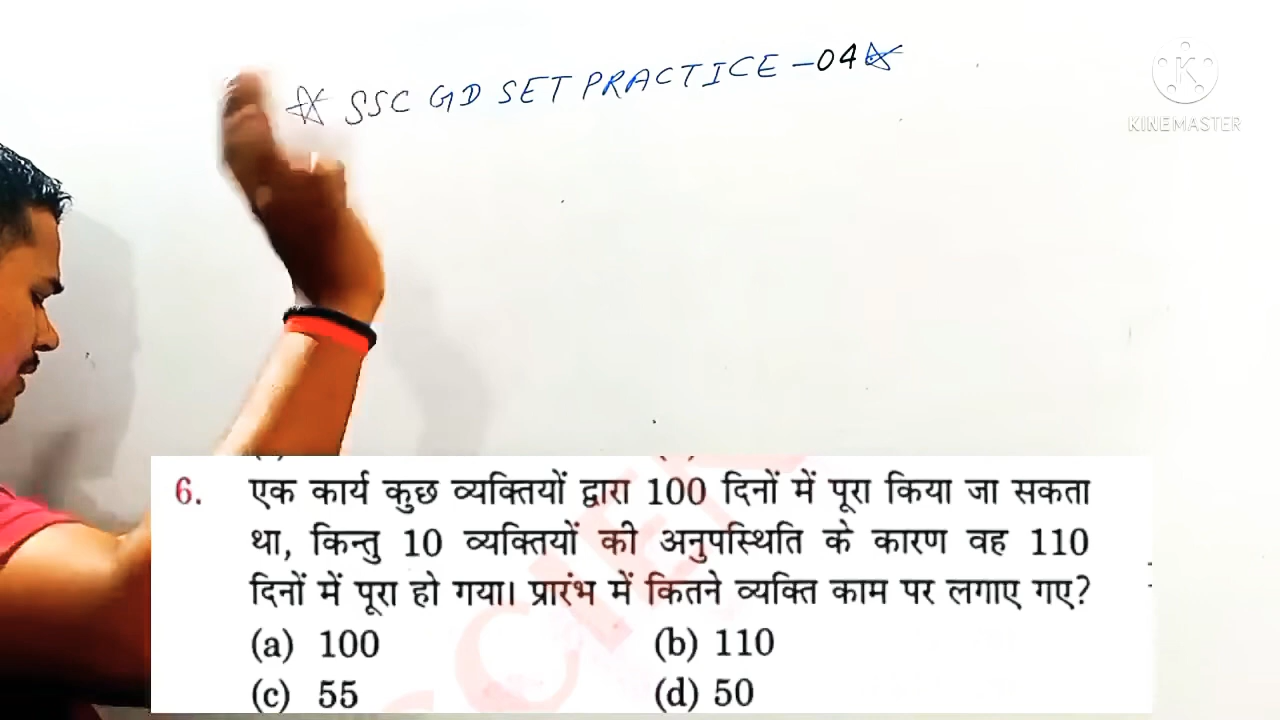 ☆ SSC GD SET PRACTICE -04☆
KINEMASTER
6. एक कार्य कुछ व्यक्तियों द्वारा 100 दिनों में पूरा किया जा सकता
था, किन्तु 10 व्यक्तियों की अनुपस्थिति के कारण वह 110
दिनों में पूरा हो गया। प्रारंभ में कितने व्यक्ति काम पर लगाए गए?
(a) 100 (b) 110
(c) 55 (d) 50